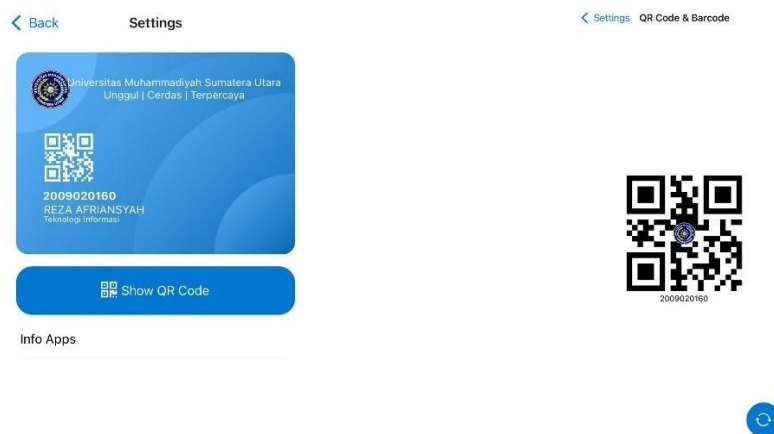 Back
Settings
Universitas Muhammadiyah Sumatera Utara
Unggul | Cerdas | Terpercaya
2009020160
REZA AFRIANSYAH
Teknologi Informasi
Show QR Code
Info Apps
Settings
QR Code & Barcode
2009020160